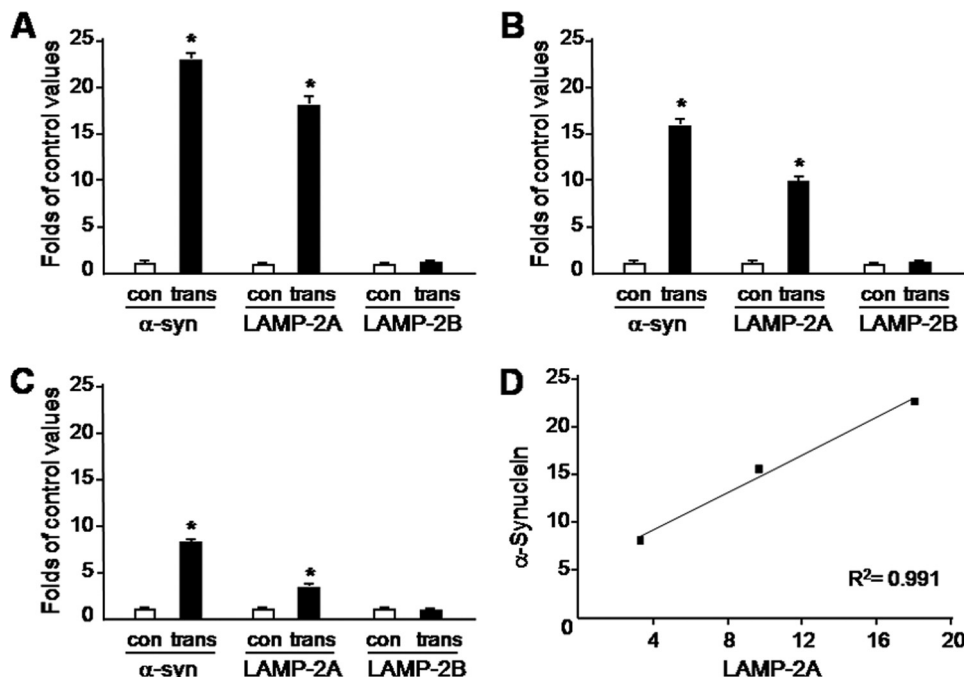 A
Folds of control values
25
20
15
10
5
0
*
*
con trans con trans con trans
α-syn LAMP-2A LAMP-2B
B
Folds of control values
25
20
15
10
5
0
*
*
con trans con trans con trans
α-syn LAMP-2A LAMP-2B
C
Folds of control values
25
20
15
10
5
0
*
*
con trans con trans con trans
α-syn LAMP-2A LAMP-2B
D
α-Synuclein
25
20
15
10
5
0
R²= 0.991
4 8 12 16 20
LAMP-2A